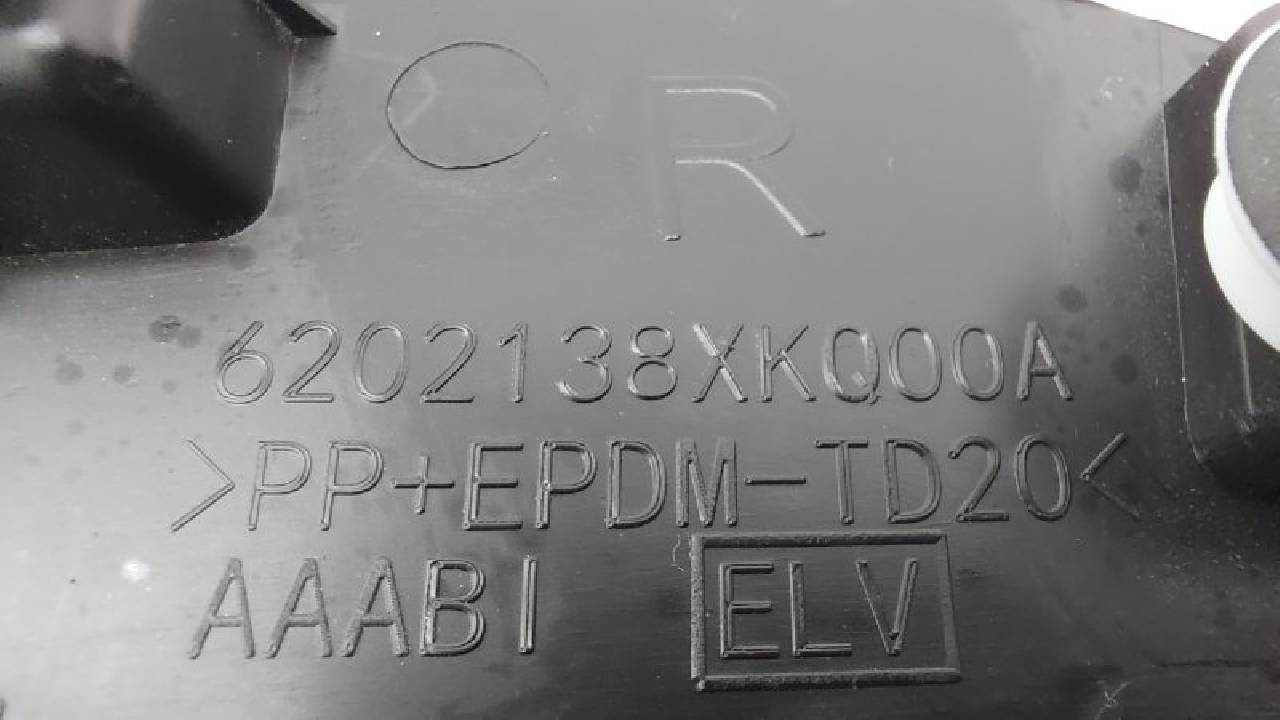 R
6202138XKQ00A
>PP+EPDM-TD20<
AAABI ELV